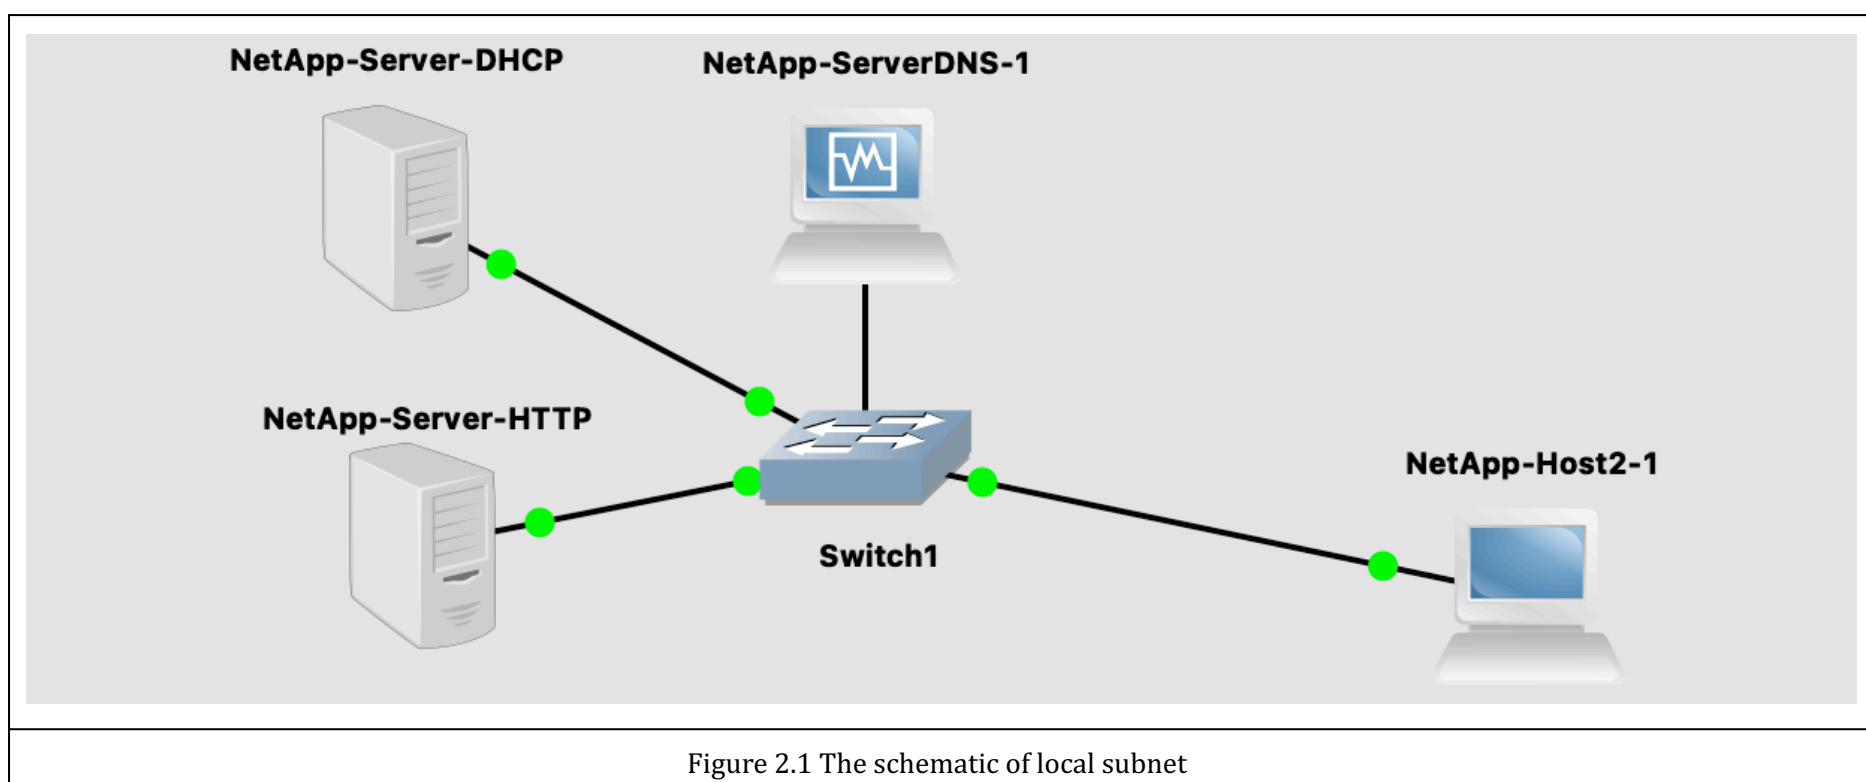 NetApp-Server-DHCP
NetApp-ServerDNS-1
NetApp-Server-HTTP
NetApp-Host2-1
Switch1
Figure 2.1 The schematic of local subnet